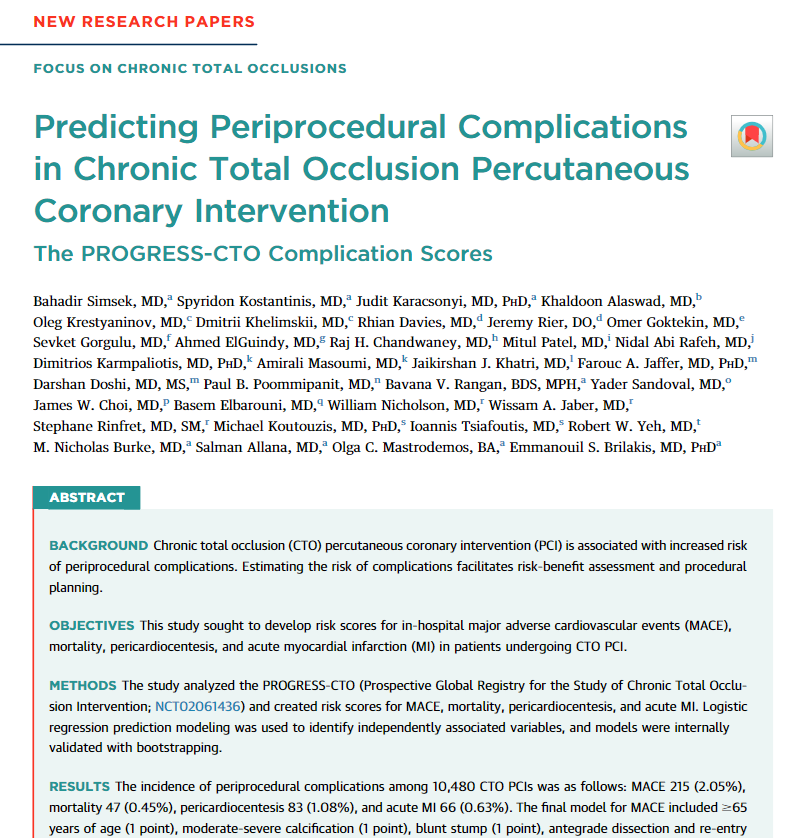 NEW RESEARCH PAPERS
FOCUS ON CHRONIC TOTAL OCCLUSIONS
Predicting Periprocedural Complications
in Chronic Total Occlusion Percutaneous
Coronary Intervention
The PROGRESS-CTO Complication Scores
Bahadir Simsek, MD,a Spyridon Kostantinis, MD,a Judit Karacsonyi, MD, PhD,a Khaldoon Alaswad, MD,b
Oleg Krestyaninov, MD,c Dmitrii Khelimskii, MD,c Rhian Davies, MD,d Jeremy Rier, DO,d Omer Goktekin, MD,e
Sevket Gorgulu, MD,f Ahmed ElGuindy, MD,g Raj H. Chandwaney, MD,h Mitul Patel, MD,i Nidal Abi Rafeh, MD,j
Dimitrios Karmpaliotis, MD, PhD,k Amirali Masoumi, MD,k Jaikirshan J. Khatri, MD,l Farouc A. Jaffer, MD, PhD,m
Darshan Doshi, MD, MS,m Paul B. Poommipanit, MD,n Bavana V. Rangan, BDS, MPH,a Yader Sandoval, MD,o
James W. Choi, MD,p Basem Elbarouni, MD,q William Nicholson, MD,r Wissam A. Jaber, MD,r
Stephane Rinfret, MD, SM,r Michael Koutouzis, MD, PhD,s Ioannis Tsiafoutis, MD,s Robert W. Yeh, MD,t
M. Nicholas Burke, MD,a Salman Allana, MD,a Olga C. Mastrodemos, BA,a Emmanouil S. Brilakis, MD, PhDa
ABSTRACT
BACKGROUND Chronic total occlusion (CTO) percutaneous coronary intervention (PCI) is associated with increased risk
of periprocedural complications. Estimating the risk of complications facilitates risk-benefit assessment and procedural
planning.
OBJECTIVES This study sought to develop risk scores for in-hospital major adverse cardiovascular events (MACE),
mortality, pericardiocentesis, and acute myocardial infarction (MI) in patients undergoing CTO PCI.
METHODS The study analyzed the PROGRESS-CTO (Prospective Global Registry for the Study of Chronic Total Occlu-
sion Intervention; NCT02061436) and created risk scores for MACE, mortality, pericardiocentesis, and acute MI. Logistic
regression prediction modeling was used to identify independently associated variables, and models were internally
validated with bootstrapping.
RESULTS The incidence of periprocedural complications among 10,480 CTO PCIs was as follows: MACE 215 (2.05%),
mortality 47 (0.45%), pericardiocentesis 83 (1.08%), and acute MI 66 (0.63%). The final model for MACE included ≥65
years of age (1 point), moderate-severe calcification (1 point), blunt stump (1 point), antegrade dissection and re-entry